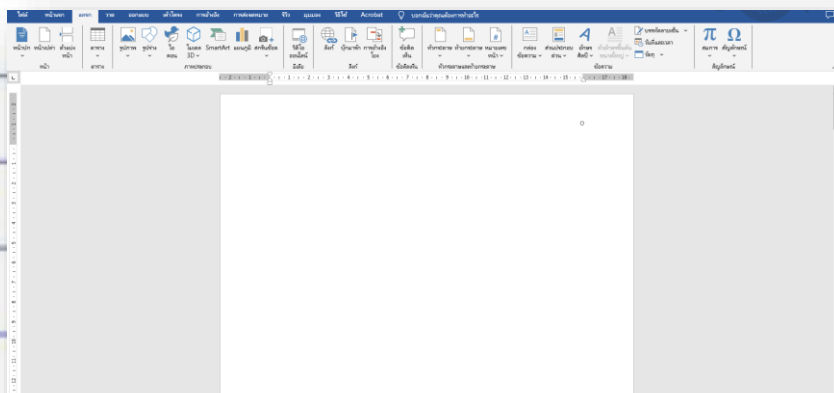 ไฟล์ หน้าแรก แทรก วาด ออกแบบ เค้าโครง การอ้างอิง การส่งจดหมาย รีวิว มุมมอง วิธีใช้ Acrobat บอกฉันว่าคุณต้องการทำอะไร
หน้าปก หน้าเปล่า ตัวแบ่งหน้า ตาราง รูปภาพ รูปร่าง ไอคอน โมเดล 3D SmartArt แผนภูมิ สกรีนช็อต วิดีโอออนไลน์ ลิงก์ บุ๊กมาร์ก การอ้างอิงโยง ข้อคิดเห็น หัวกระดาษ ท้ายกระดาษ หมายเลขหน้า กล่องข้อความ ส่วนประกอบด่วน อักษรศิลป์ บรรทัดลายเซ็น สมการ สัญลักษณ์
วันที่และเวลา
วัตถุ
หน้า ตาราง ภาพประกอบ มีเดีย ลิงก์ ข้อคิดเห็น หัวกระดาษและท้ายกระดาษ ข้อความ สัญลักษณ์